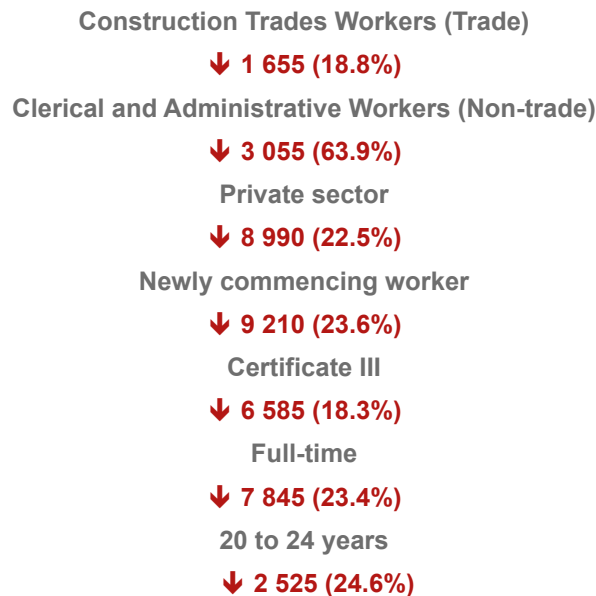 Construction Trades Workers (Trade)
↓ 1 655 (18.8%)
Clerical and Administrative Workers (Non-trade)
↓ 3 055 (63.9%)
Private sector
↓ 8 990 (22.5%)
Newly commencing worker
↓ 9 210 (23.6%)
Certificate III
↓ 6 585 (18.3%)
Full-time
↓ 7 845 (23.4%)
20 to 24 years
↓ 2 525 (24.6%)